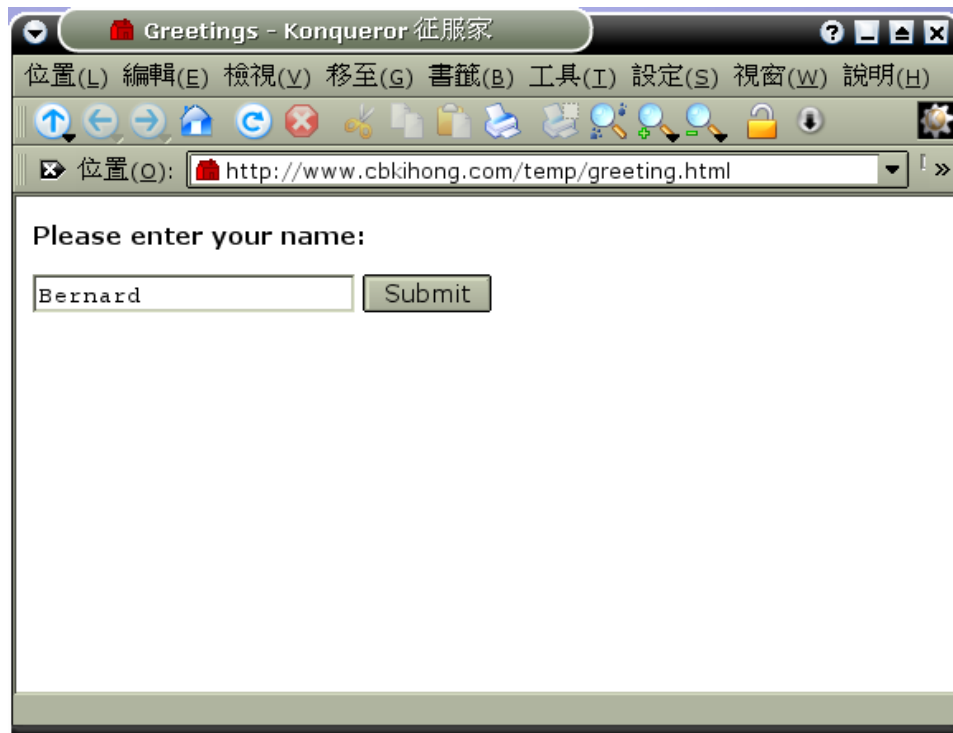 Greetings - Konqueror 征服家
位置(L) 編輯(E) 檢視(V) 移至(G) 書籤(B) 工具(T) 設定(S) 視窗(W) 說明(H)
位置(O): http://www.cbkihong.com/temp/greeting.html
Please enter your name:
Bernard Submit